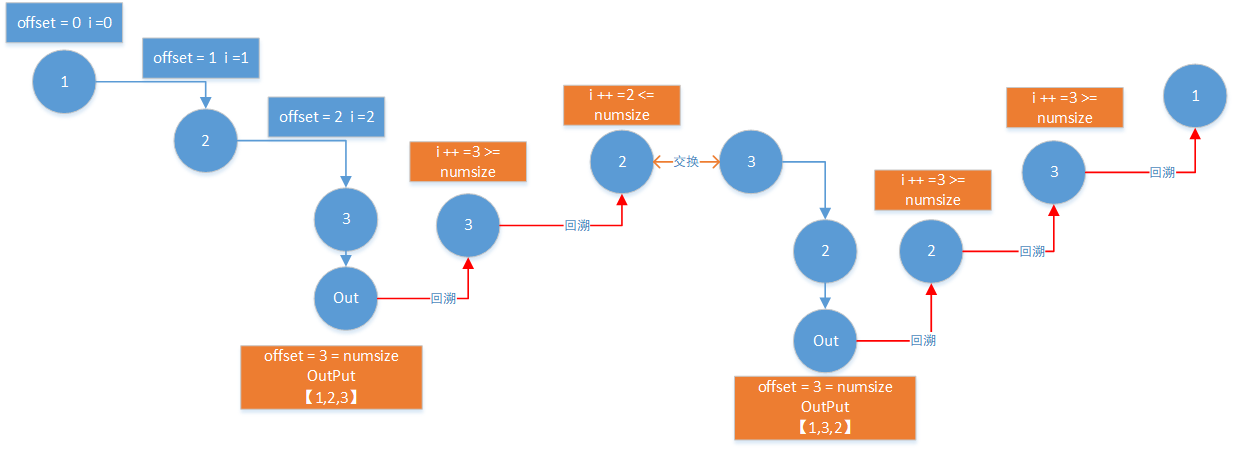 offset = 0 i =0
1
offset = 1 i =1
2
offset = 2 i =2
3
Out
offset = 3 = numsize
OutPut
【1,2,3】
回溯
i ++ =3 >=
numsize
3
回溯
i ++ =2 <=
numsize
2
交换
3
2
Out
offset = 3 = numsize
OutPut
【1,3,2】
回溯
i ++ =3 >=
numsize
2
回溯
i ++ =3 >=
numsize
3
回溯
1